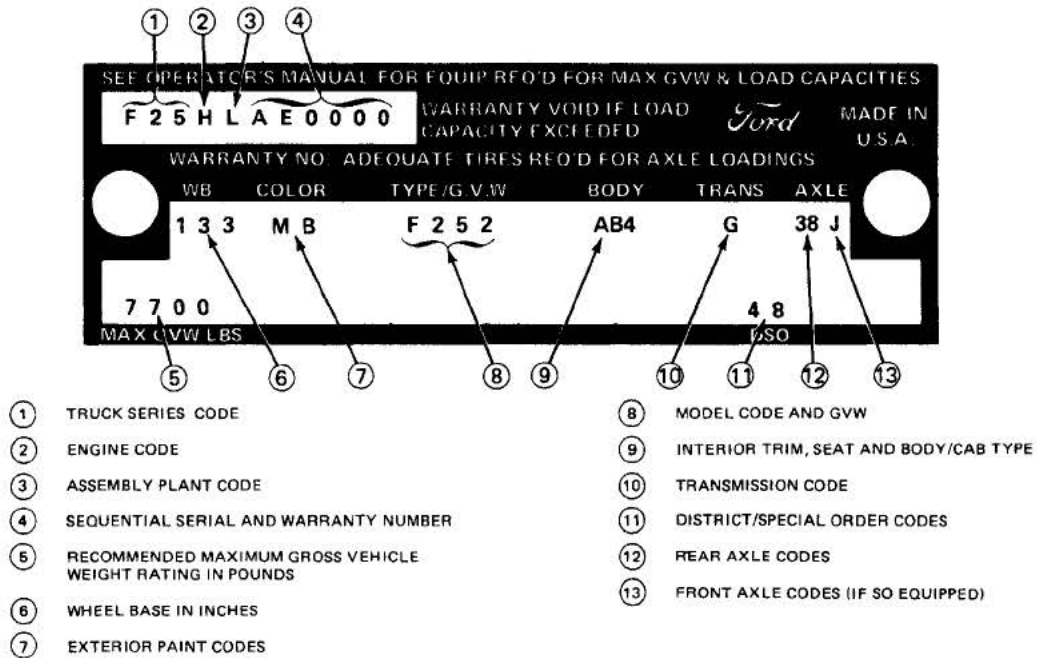 1 2 3 4
SEE OPERATOR'S MANUAL FOR EQUIP REQ'D FOR MAX GVW & LOAD CAPACITIES
F 2 5 H L A E 0 0 0 0 WARRANTY VOID IF LOAD CAPACITY EXCEEDED Ford MADE IN U.S.A.
WARRANTY NO. ADEQUATE TIRES REQ'D FOR AXLE LOADINGS
WB COLOR TYPE/G.V.W BODY TRANS AXLE
1 3 3 M B F 2 5 2 AB4 G 38 J
7 7 0 0 4 8
MAX GVW LBS DSO
5 6 7 8 9 10 11 12 13
1 TRUCK SERIES CODE
2 ENGINE CODE
3 ASSEMBLY PLANT CODE
4 SEQUENTIAL SERIAL AND WARRANTY NUMBER
5 RECOMMENDED MAXIMUM GROSS VEHICLE
WEIGHT RATING IN POUNDS
6 WHEEL BASE IN INCHES
7 EXTERIOR PAINT CODES
8 MODEL CODE AND GVW
9 INTERIOR TRIM, SEAT AND BODY/CAB TYPE
10 TRANSMISSION CODE
11 DISTRICT/SPECIAL ORDER CODES
12 REAR AXLE CODES
13 FRONT AXLE CODES (IF SO EQUIPPED)